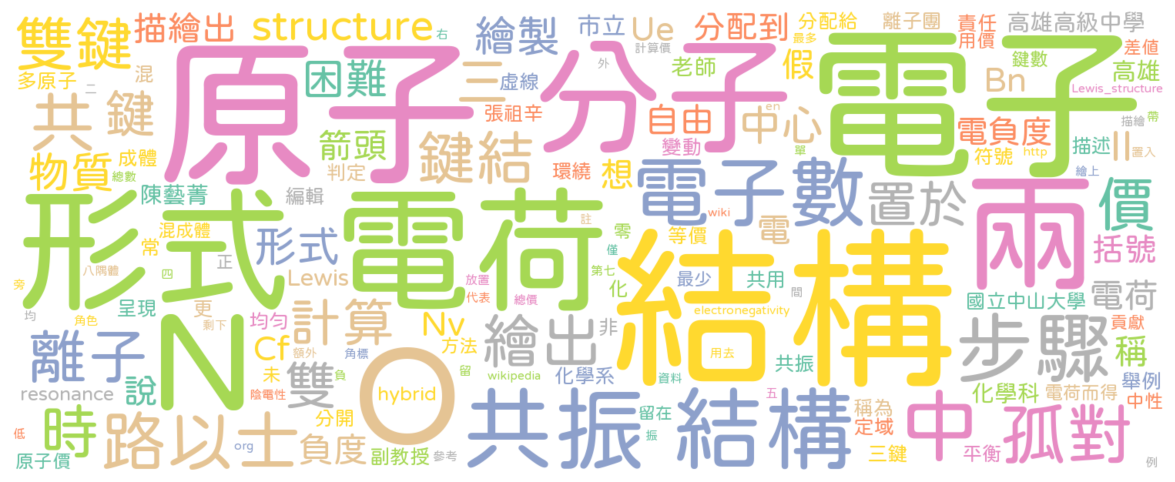 雙鍵 描繪出 structure 右 繪製 市立 Ue 分配到 分配給 最多 離子團 責任 高雄高級中學
用價 計算價 鍵數 差值
多原子 混 二 困難 三 虛線 外 老師 假 Bn 高雄
原子 分子 電子 Lewis_structure
共 鍵 張祖辛 自由 中心 en 電負度 描繪 帶
箭頭 鍵結 變動 單 符號 http 描述 || 置入
物質 成體 總數 判定 環繞 想 繪上
陳藝菁 編輯 電子數 置於 兩 價
形式電荷 wiki 註 零 等價 電 括號
混成體 常 正 形式
八隅體 四 Lewis 放置 第七 僅 最少 共用 國立中山大學 電荷
旁 呈現 更 代表 總價 化 結構 間
均 角色 剩下 均勻 計算 Nv 繪出 非 electronegativity 步驟 貢獻
離子 N Cf 額外 角標 方法 用去 稱
resonance 說 未 雙 負 O hybrid 留 wikipedia 化學系 資料 共振 舉例
陰電性 五 化學科 電荷而得 中性
時 路以士 分開 共振結構 留在 稱為 中 孤對
低 org 負度 副教授 參考 振 定域
原子價 三鍵 平衡 例